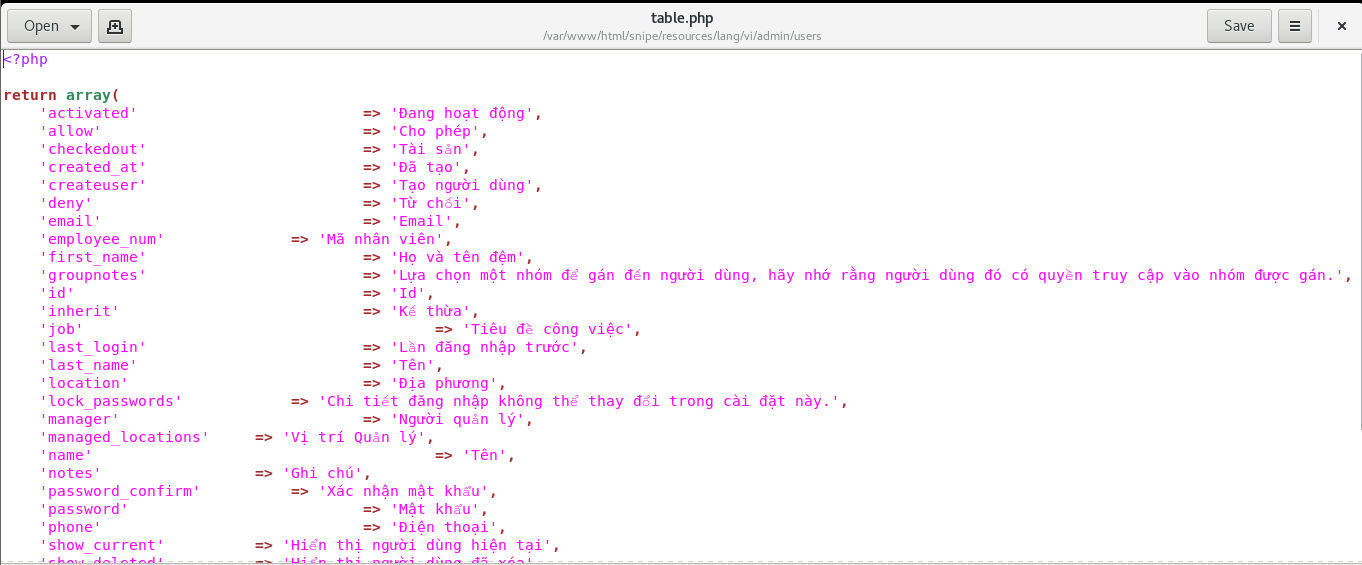 Open
table.php
/var/www/html/snipe/resources/lang/vi/admin/users
Save
<?php
return array(
'activated' => 'Đang hoạt động',
'allow' => 'Cho phép',
'checkedout' => 'Tài sản',
'created_at' => 'Đã tạo',
'createuser' => 'Tạo người dùng',
'deny' => 'Từ chối',
'email' => 'Email',
'employee_num' => 'Mã nhân viên',
'first_name' => 'Họ và tên đệm',
'groupnotes' => 'Lựa chọn một nhóm để gán đến người dùng, hãy nhớ rằng người dùng đó có quyền truy cập vào nhóm được gán.',
'id' => 'Id',
'inherit' => 'Kế thừa',
'job' => 'Tiêu đề công việc',
'last_login' => 'Lần đăng nhập trước',
'last_name' => 'Tên',
'location' => 'Địa phương',
'lock_passwords' => 'Chi tiết đăng nhập không thể thay đổi trong cài đặt này.',
'manager' => 'Người quản lý',
'managed_locations' => 'Vị trí Quản lý',
'name' => 'Tên',
'notes' => 'Ghi chú',
'password_confirm' => 'Xác nhận mật khẩu',
'password' => 'Mật khẩu',
'phone' => 'Điện thoại',
'show_current' => 'Hiển thị người dùng hiện tại',
'show_deleted' => 'Hiển thị người dùng đã xóa'